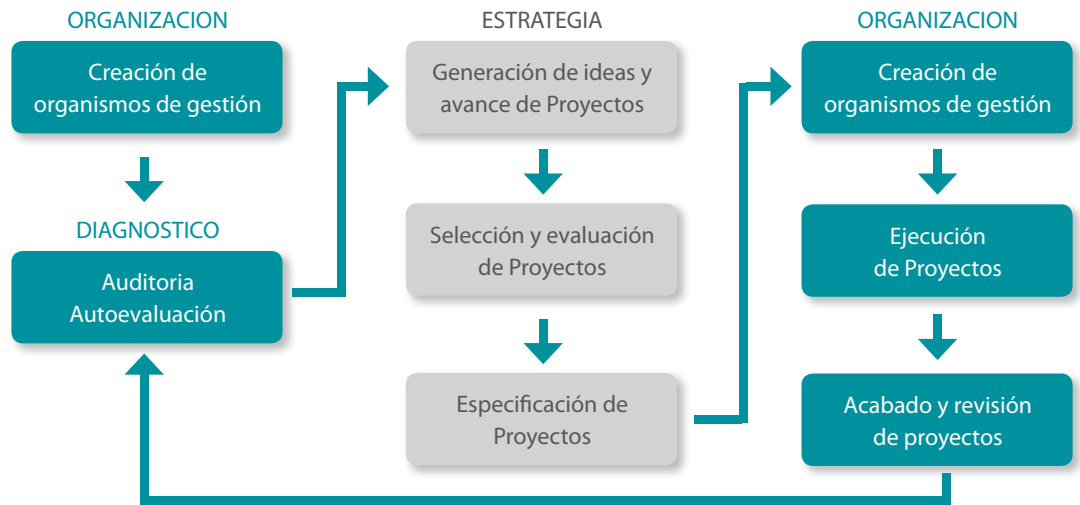 ORGANIZACION
Creación de
organismos de gestión
DIAGNOSTICO
Auditoria
Autoevaluación
ESTRATEGIA
Generación de ideas y
avance de Proyectos
Selección y evaluación
de Proyectos
Especificación de
Proyectos
ORGANIZACION
Creación de
organismos de gestión
Ejecución
de Proyectos
Acabado y revisión
de proyectos